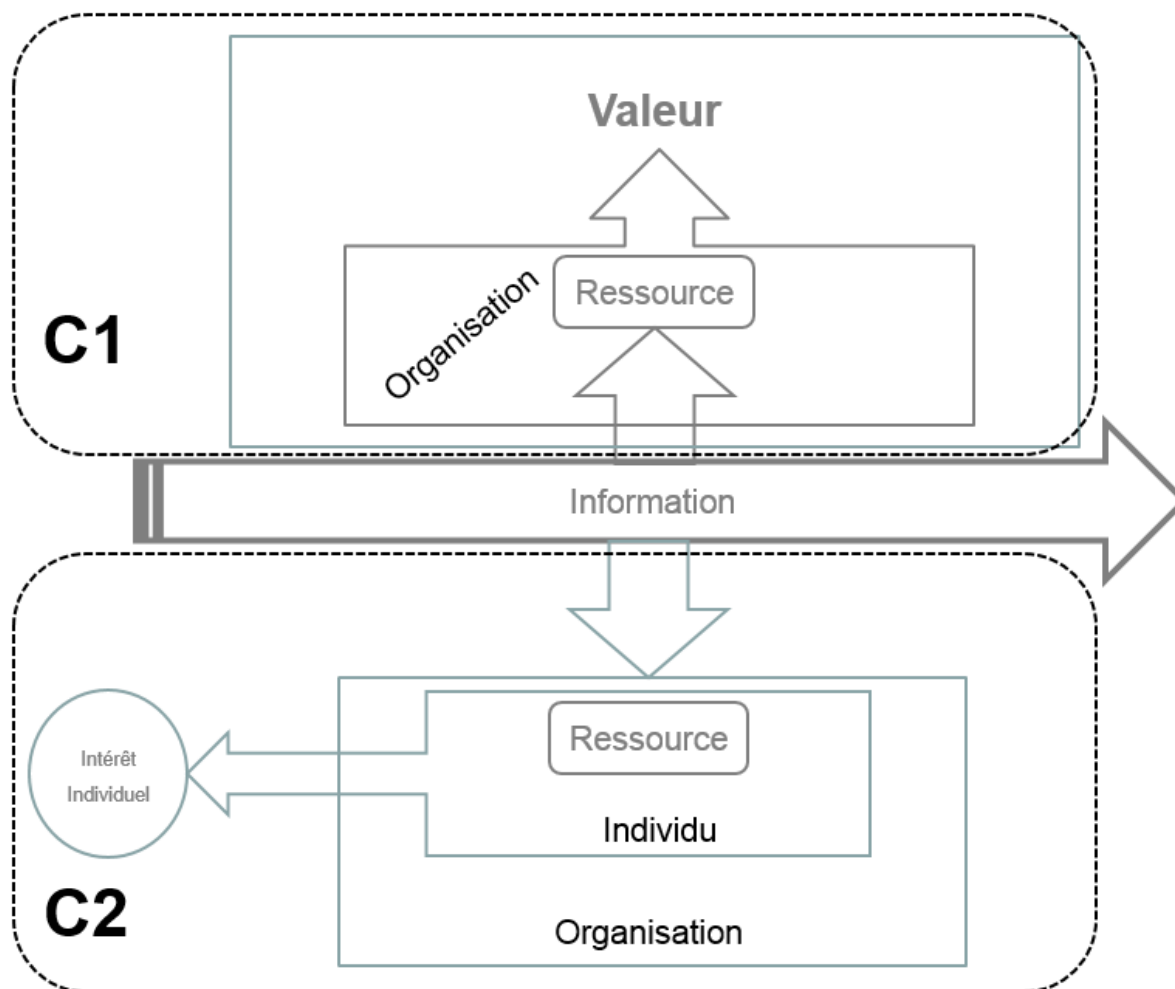 Valeur
Ressource
Organisation
C1
Information
Ressource
Intérêt
Individuel
Individu
C2
Organisation